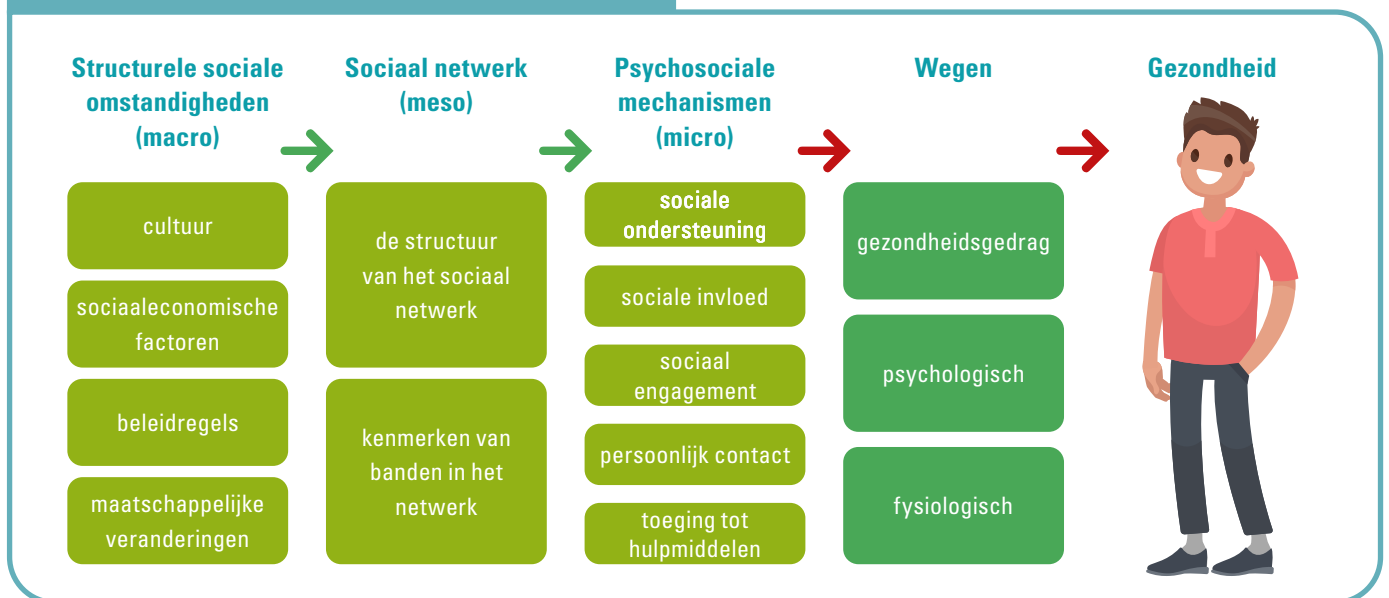 Structurele sociale
omstandigheden
(macro)
cultuur
sociaaleconomische
factoren
beleidregels
maatschappelijke
veranderingen
Sociaal netwerk
(meso)
de structuur
van het sociaal
netwerk
kenmerken van
banden in het
netwerk
Psychosociale
mechanismen
(micro)
sociale
ondersteuning
sociale invloed
sociaal
engagement
persoonlijk contact
toeging tot
hulpmiddelen
Wegen
gezondheidsgedrag
psychologisch
fysiologisch
Gezondheid